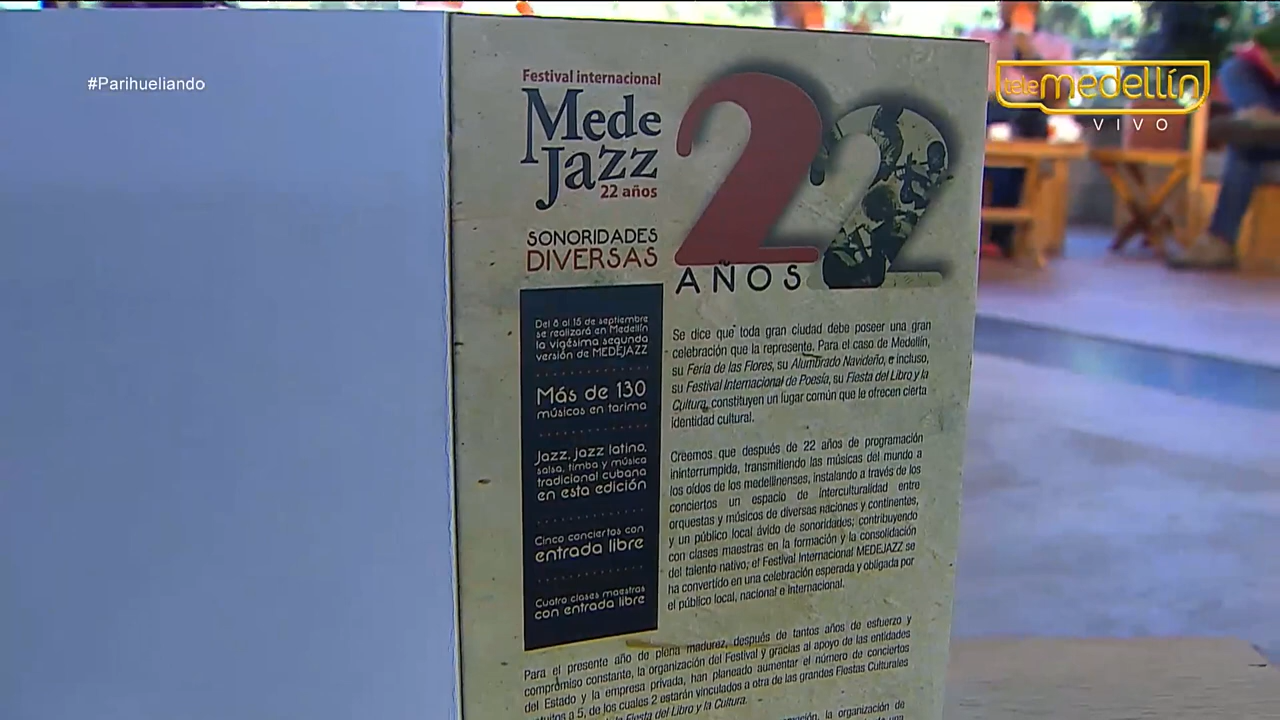 #Parihueliando
telemedellín
VIVO
Festival internacional
Mede
Jazz
22 años
SONORIDADES
DIVERSAS
22
AÑOS
Del 8 al 15 de septiembre
se realizará en Medellín
la vigésima segunda
versión de MEDEJAZZ
Más de 130
músicos en tarima
Jazz, jazz latino,
salsa, timba y música
tradicional cubana
en esta edición
Cinco conciertos con
entrada libre
Cuatro clases maestras
con entrada libre
Se dice que toda gran ciudad debe poseer una gran
celebración que la represente. Para el caso de Medellín,
su Feria de las Flores, su Alumbrado Navideño, e incluso,
su Festival Internacional de Poesía, su Fiesta del Libro y la
Cultura, constituyen un lugar común que le ofrecen cierta
identidad cultural.
Creemos que después de 22 años de programación
ininterrumpida, transmitiendo las músicas del mundo a
los oídos de los medellinenses, instalando a través de los
conciertos un espacio de interculturalidad entre
orquestas y músicos de diversas naciones y continentes,
y un público local ávido de sonoridades; contribuyendo
con clases maestras en la formación y la consolidación
del talento nativo; el Festival Internacional MEDEJAZZ se
ha convertido en una celebración esperada y obligada por
el público local, nacional e internacional.
Para el presente año de plena madurez, después de tantos años de esfuerzo y
compromiso constante, la organización del Festival y gracias al apoyo de las entidades
del Estado y la empresa privada, han planeado aumentar el número de conciertos
a 5, de los cuales 2 estarán vinculados a otra de las grandes Fiestas Culturales
la Fiesta del Libro y la Cultura.
la organización de